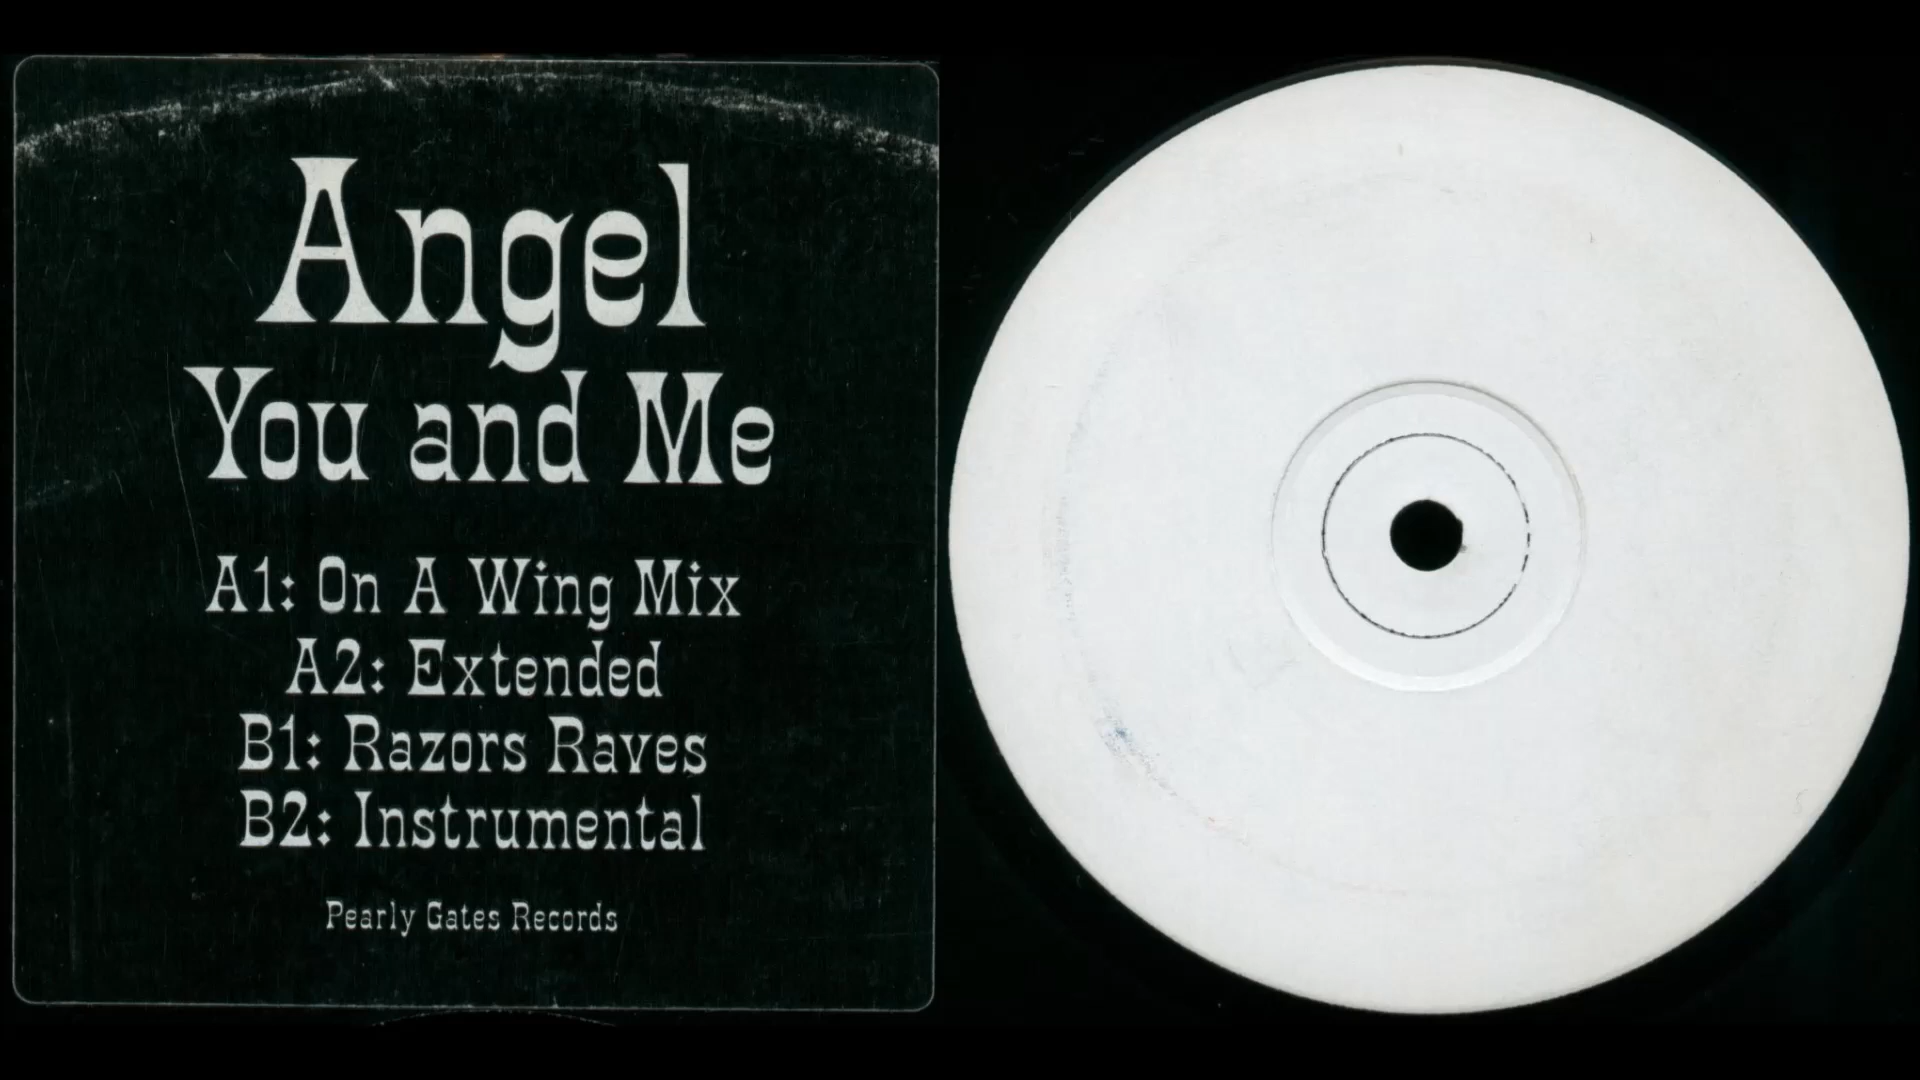 Angel
You and Me
A1: On A Wing Mix
A2: Extended
B1: Razors Raves
B2: Instrumental
Pearly Gates Records